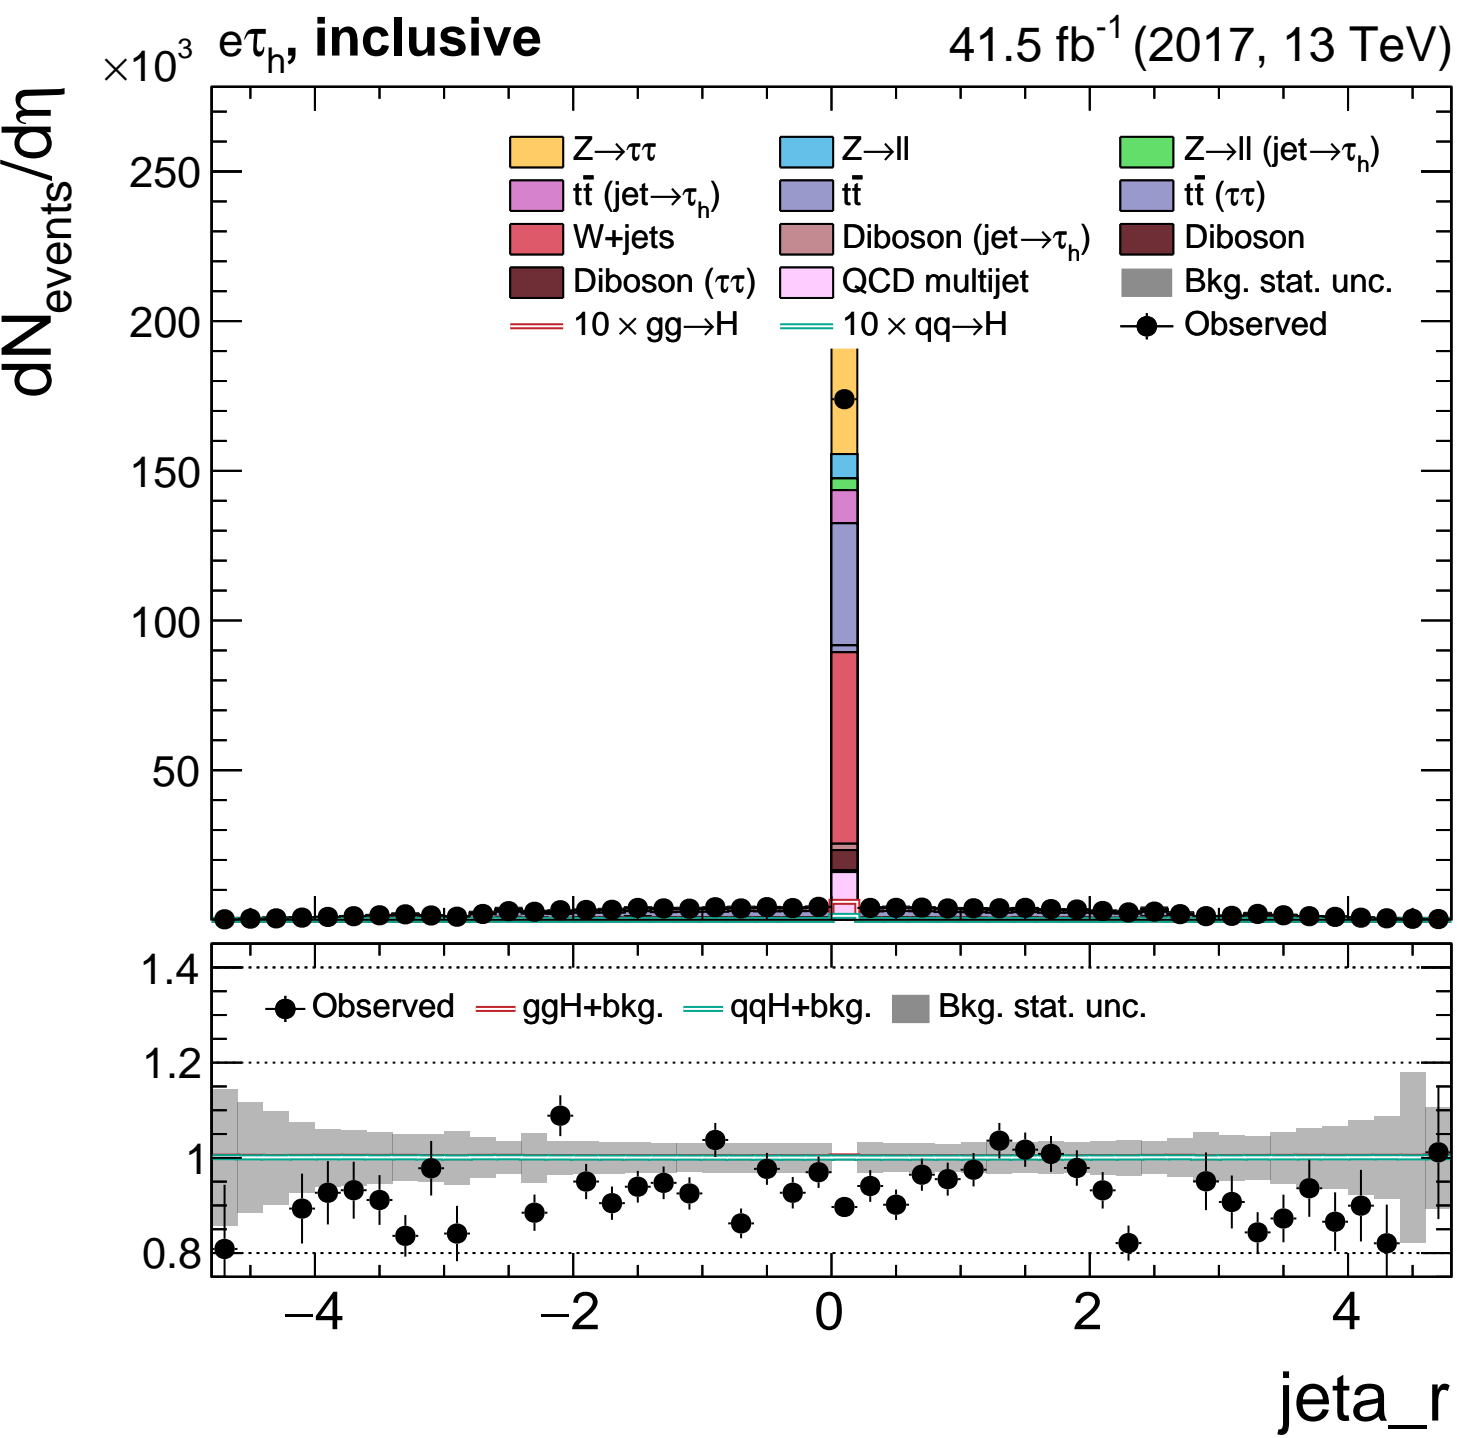 ×10³ eτₕ, inclusive 41.5 fb⁻¹ (2017, 13 TeV)
dN_events/dη
Z→ττ Z→ll Z→ll (jet→τₕ)
tt̄ (jet→τₕ) tt̄ tt̄ (ττ)
W+jets Diboson (jet→τₕ) Diboson
Diboson (ττ) QCD multijet Bkg. stat. unc.
10 × gg→H 10 × qq→H Observed
250
200
150
100
50
1.4
Observed ggH+bkg. qqH+bkg. Bkg. stat. unc.
1.2
1
0.8
−4 −2 0 2 4
jeta_r